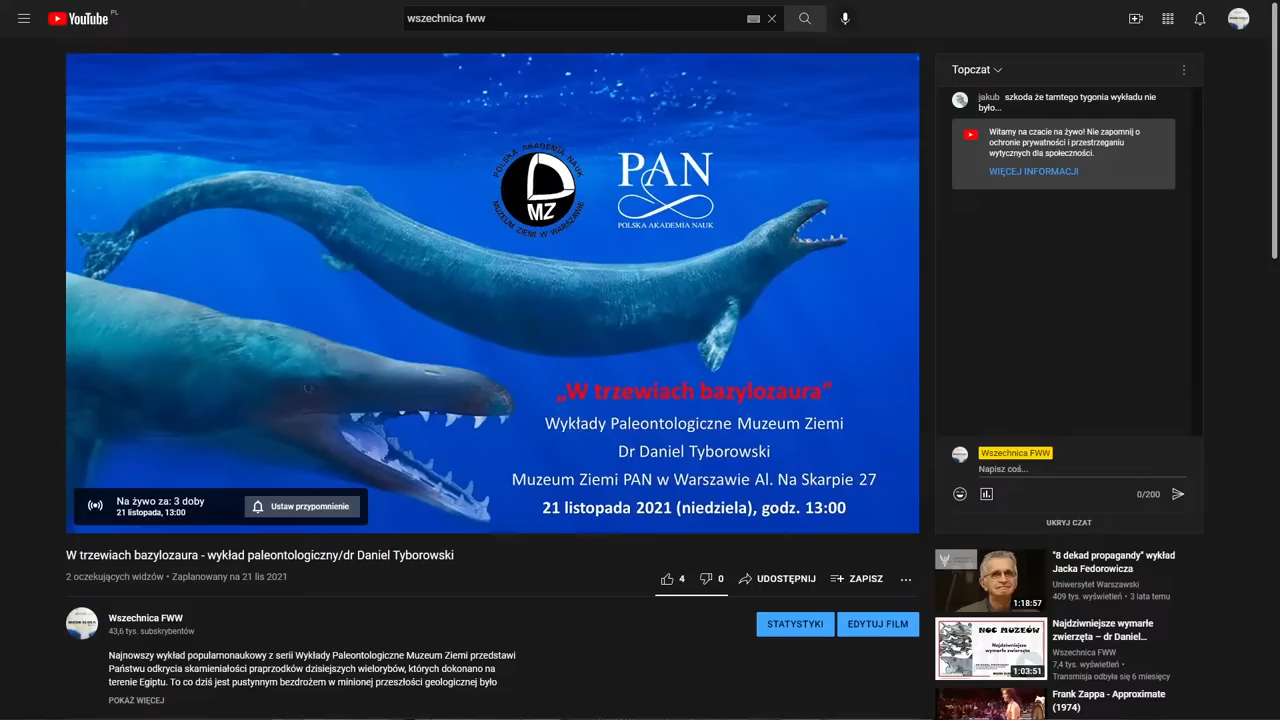 YouTube PL
wszechnica fww
POLSKA AKADEMIA NAUK
MZ
MUZEUM ZIEMI W WARSZAWIE
PAN
POLSKA AKADEMIA NAUK
„W trzewiach bazylozaura”
Wykłady Paleontologiczne Muzeum Ziemi
Dr Daniel Tyborowski
Muzeum Ziemi PAN w Warszawie Al. Na Skarpie 27
21 listopada 2021 (niedziela), godz. 13:00
Na żywo za: 3 doby
21 listopada, 13:00
Ustaw przypomnienie
W trzewiach bazylozaura - wykład paleontologiczny/dr Daniel Tyborowski
2 oczekujących widzów • Zaplanowany na 21 lis 2021
4
0
UDOSTĘPNIJ
ZAPISZ
Wszechnica FWW
43,6 tys. subskrybentów
STATYSTYKI
EDYTUJ FILM
Najnowszy wykład popularnonaukowy z serii Wykłady Paleontologiczne Muzeum Ziemi przedstawi
Państwu odkrycia skamieniałości praprzodków dzisiejszych wielorybów, których dokonano na
terenie Egiptu. To co dziś jest pustynnym bezdrożem w minionej przeszłości geologicznej było
POKAŻ WIĘCEJ
Topczat
jakub szkoda że tamtego tygonia wykładu nie
było...
Witamy na czacie na żywo! Nie zapomnij o
ochronie prywatności i przestrzeganiu
wytycznych dla społeczności.
WIĘCEJ INFORMACJI
Wszechnica FWW
Napisz coś...
0/200
UKRYJ CZAT
1:18:57
"8 dekad propagandy" wykład
Jacka Fedorowicza
Uniwersytet Warszawski
409 tys. wyświetleń • 3 lata temu
NOC MUZEÓW
Najdziwniejsze
wymarłe zwierzęta
1:03:51
Najdziwniejsze wymarłe
zwierzęta – dr Daniel...
Wszechnica FWW
7,4 tys. wyświetleń •
Transmisja odbyła się 6 miesięcy
Frank Zappa - Approximate
(1974)